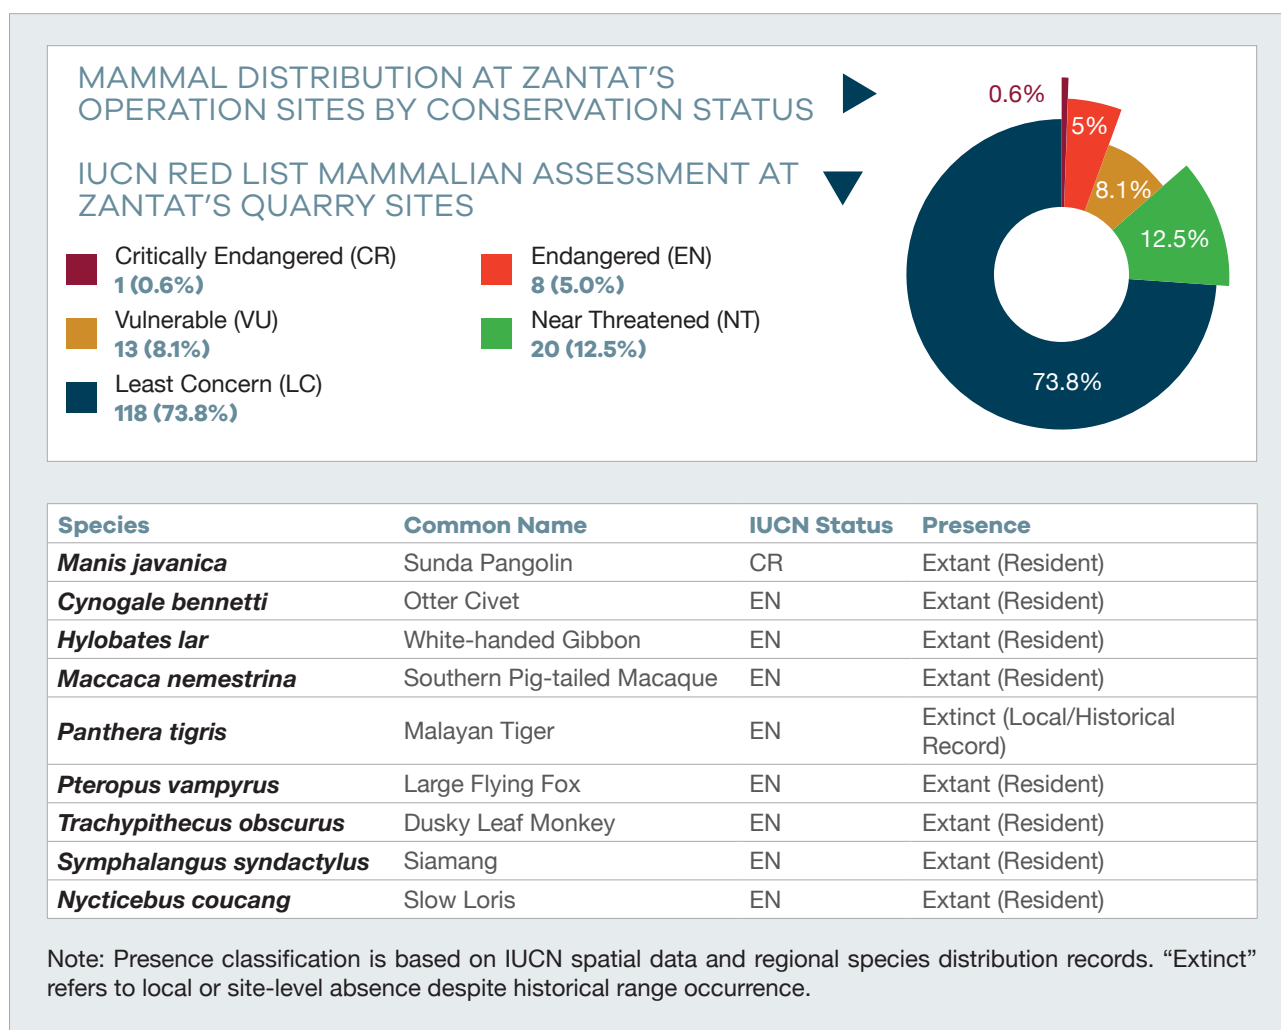 MAMMAL DISTRIBUTION AT ZANTAT’S
OPERATION SITES BY CONSERVATION STATUS
IUCN RED LIST MAMMALIAN ASSESSMENT AT
ZANTAT’S QUARRY SITES
Critically Endangered (CR)
1 (0.6%)
Endangered (EN)
8 (5.0%)
Vulnerable (VU)
13 (8.1%)
Near Threatened (NT)
20 (12.5%)
Least Concern (LC)
118 (73.8%)
0.6%
5%
8.1%
12.5%
73.8%
Species Common Name IUCN Status Presence
Manis javanica Sunda Pangolin CR Extant (Resident)
Cynogale bennetti Otter Civet EN Extant (Resident)
Hylobates lar White-handed Gibbon EN Extant (Resident)
Maccaca nemestrina Southern Pig-tailed Macaque EN Extant (Resident)
Panthera tigris Malayan Tiger EN Extinct (Local/Historical
Record)
Pteropus vampyrus Large Flying Fox EN Extant (Resident)
Trachypithecus obscurus Dusky Leaf Monkey EN Extant (Resident)
Symphalangus syndactylus Siamang EN Extant (Resident)
Nycticebus coucang Slow Loris EN Extant (Resident)
Note: Presence classification is based on IUCN spatial data and regional species distribution records. “Extinct”
refers to local or site-level absence despite historical range occurrence.